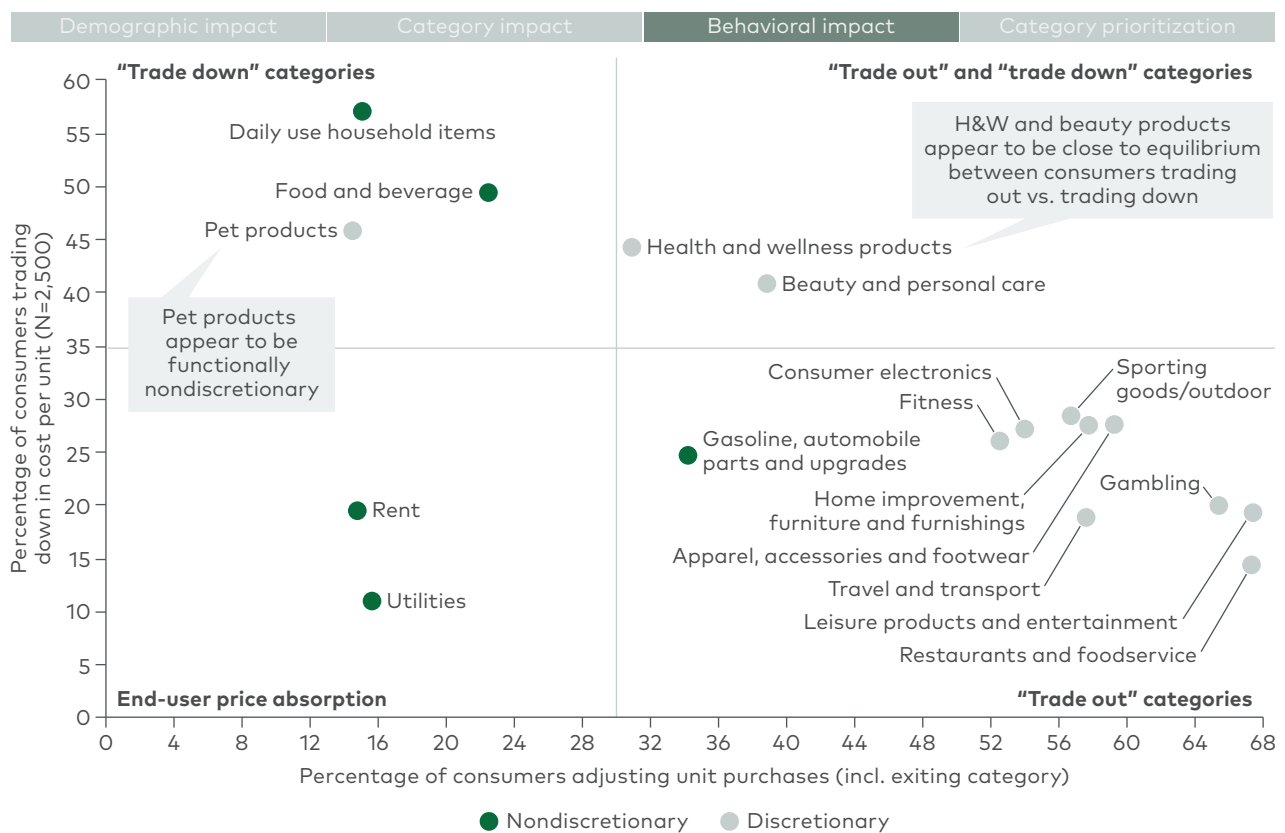 Demographic impact
Category impact
Behavioral impact
Category prioritization
“Trade down” categories
“Trade out” and “trade down” categories
Percentage of consumers trading
down in cost per unit (N=2,500)
60
55
50
45
40
35
30
25
20
15
10
5
0
Daily use household items
Food and beverage
Pet products
Pet products
appear to be
functionally
nondiscretionary
H&W and beauty products
appear to be close to equilibrium
between consumers trading
out vs. trading down
Health and wellness products
Beauty and personal care
Consumer electronics
Fitness
Sporting
goods/outdoor
Gasoline, automobile
parts and upgrades
Home improvement,
furniture and furnishings
Gambling
Apparel, accessories and footwear
Travel and transport
Leisure products and entertainment
Restaurants and foodservice
Rent
Utilities
End-user price absorption
“Trade out” categories
0 4 8 12 16 20 24 28 32 36 40 44 48 52 56 60 64 68
Percentage of consumers adjusting unit purchases (incl. exiting category)
Nondiscretionary
Discretionary